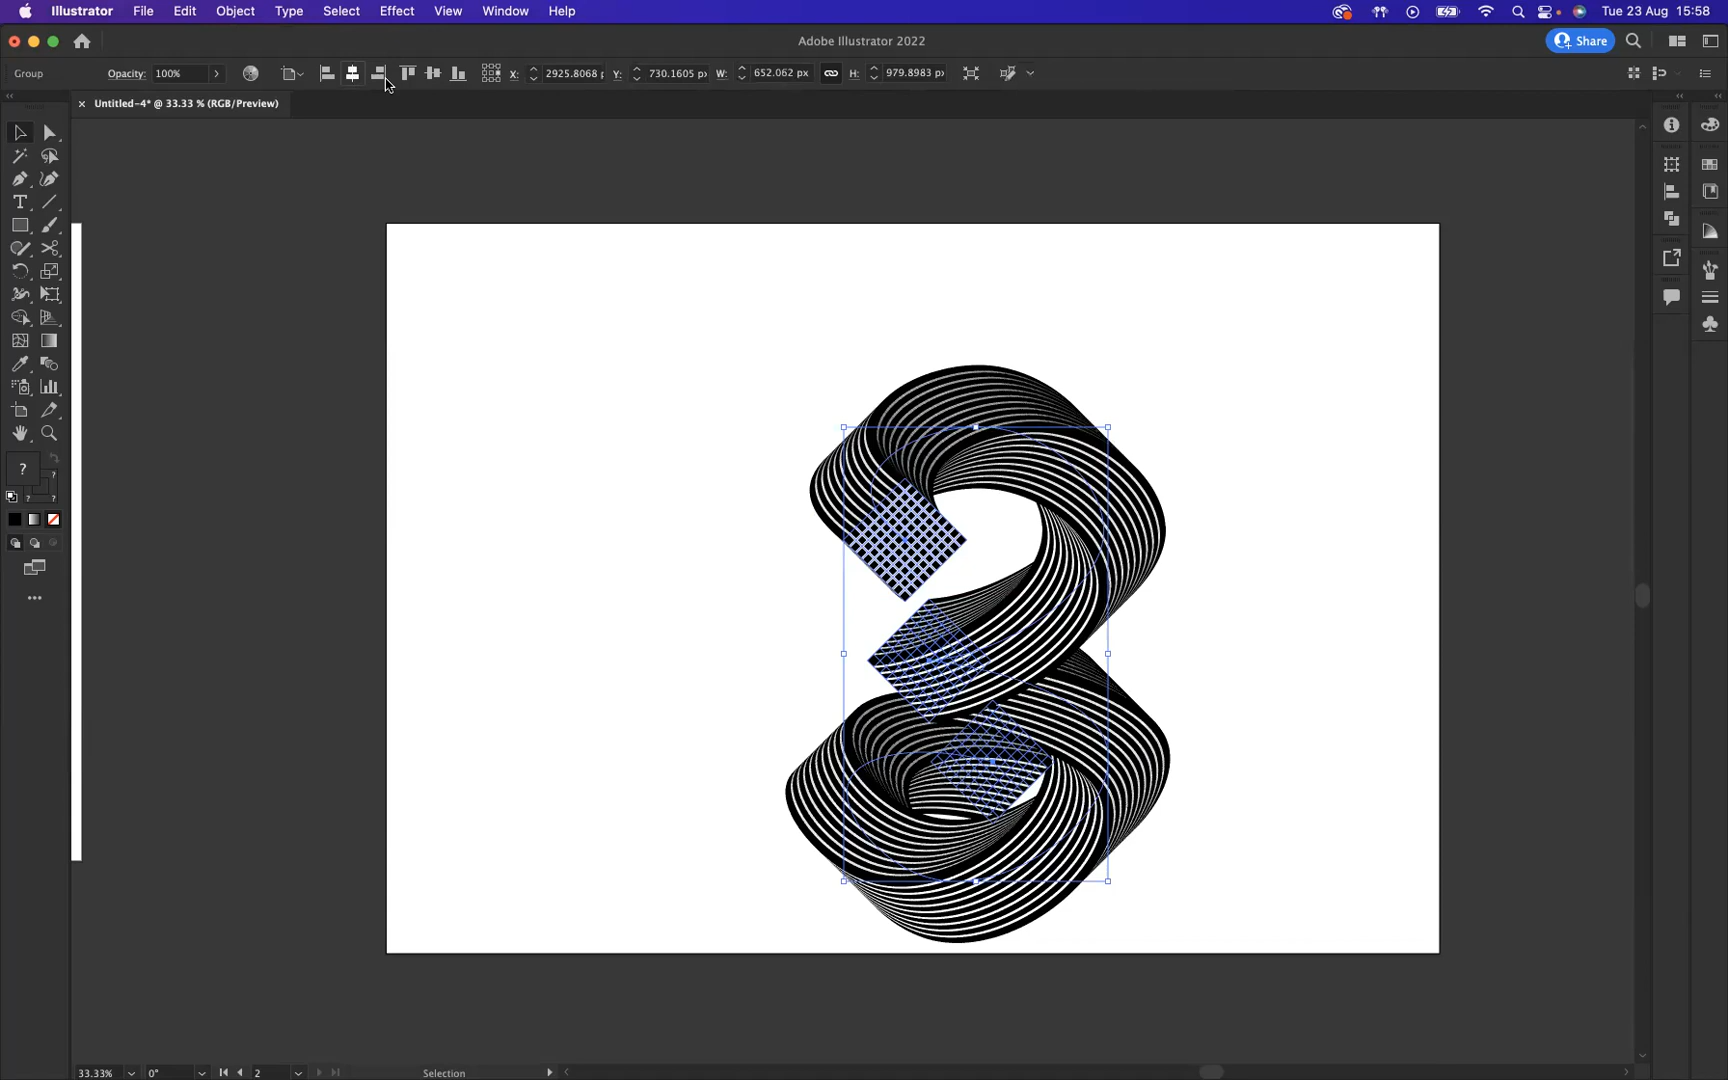 Illustrator File Edit Object Type Select Effect View Window Help Tue 23 Aug 15:58
Adobe Illustrator 2022 Share
Group Opacity: 100% X: 2925.8068 Y: 730.1605 px W: 652.062 px H: 979.8983 px
× Untitled-4* @ 33.33 % (RGB/Preview)
T
?
?
?
33.33% 0° 2 Selection